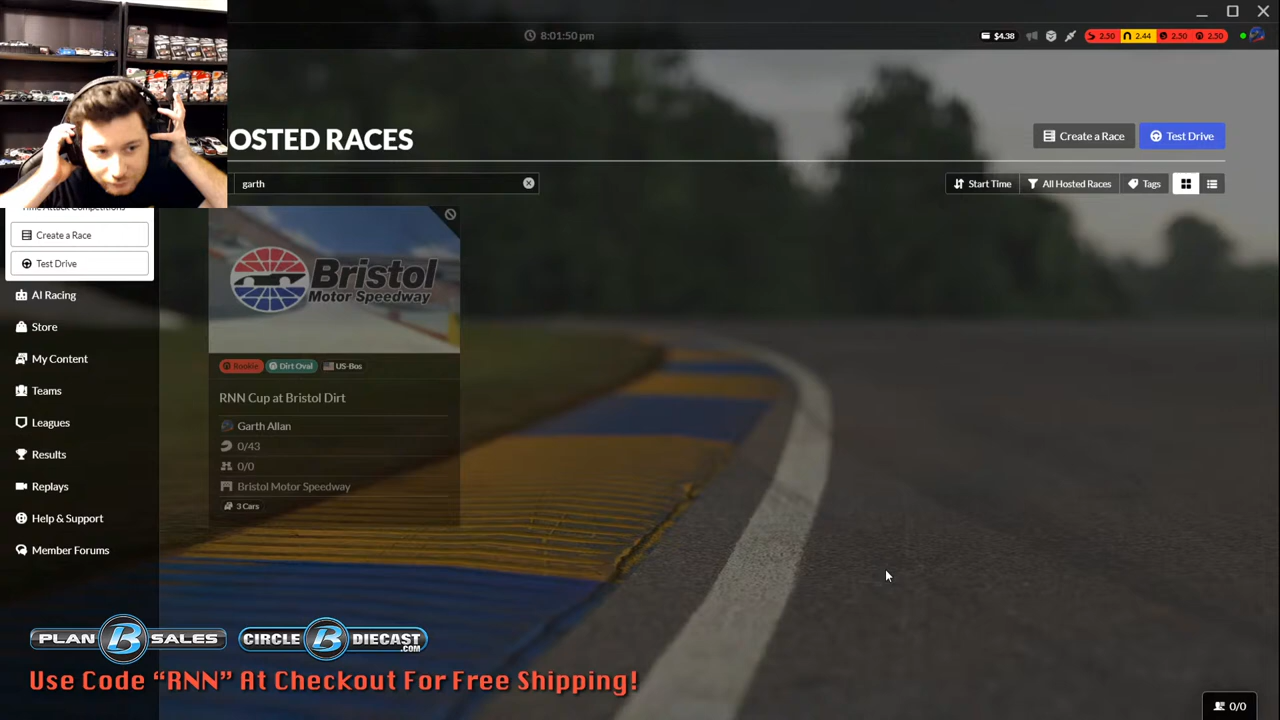 8:01:50 pm
$4.38
2.50
2.44
2.50
2.50
OSTED RACES
Create a Race
Test Drive
garth
Start Time
All Hosted Races
Tags
Time Attack Competitions
Create a Race
Test Drive
AI Racing
Store
My Content
Teams
Leagues
Results
Replays
Help & Support
Member Forums
Bristol
Motor Speedway
Rookie
Dirt Oval
US-Bos
RNN Cup at Bristol Dirt
Garth Allan
0/43
0/0
Bristol Motor Speedway
3 Cars
PLAN B SALES
CIRCLE B DIECAST
.COM
Use Code “RNN” At Checkout For Free Shipping!
0/0